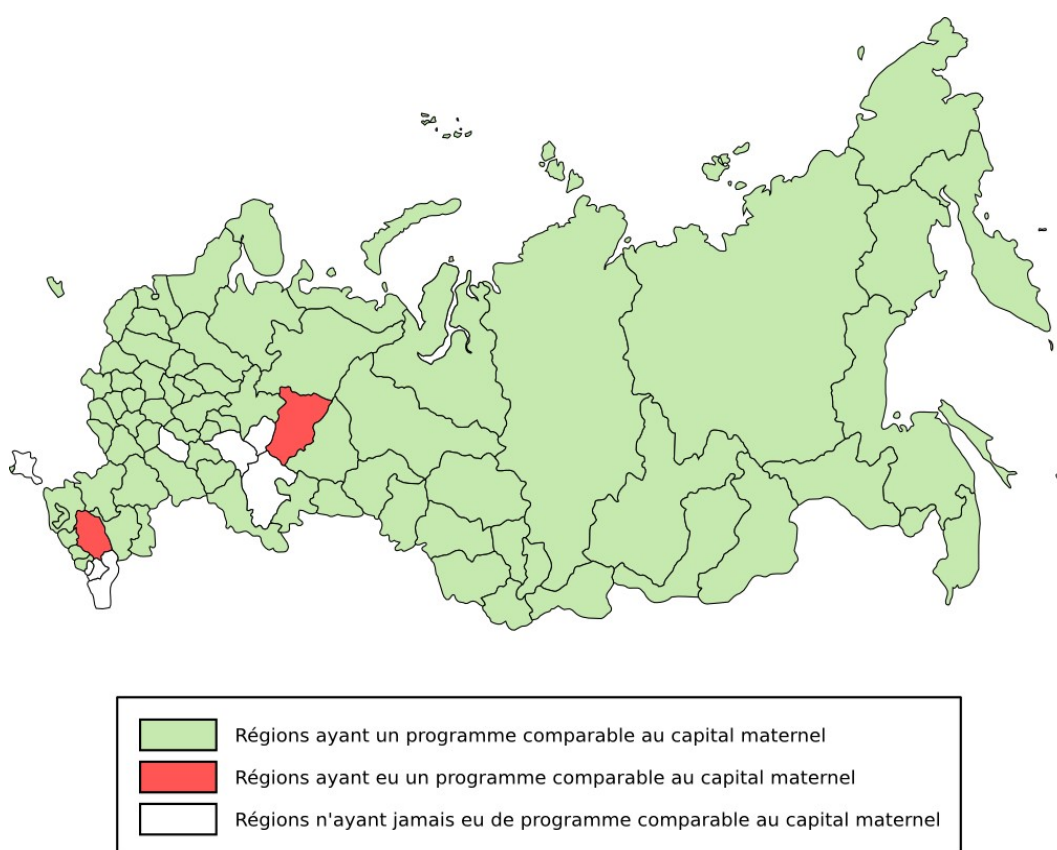 Régions ayant un programme comparable au capital maternel
Régions ayant eu un programme comparable au capital maternel
Régions n'ayant jamais eu de programme comparable au capital maternel